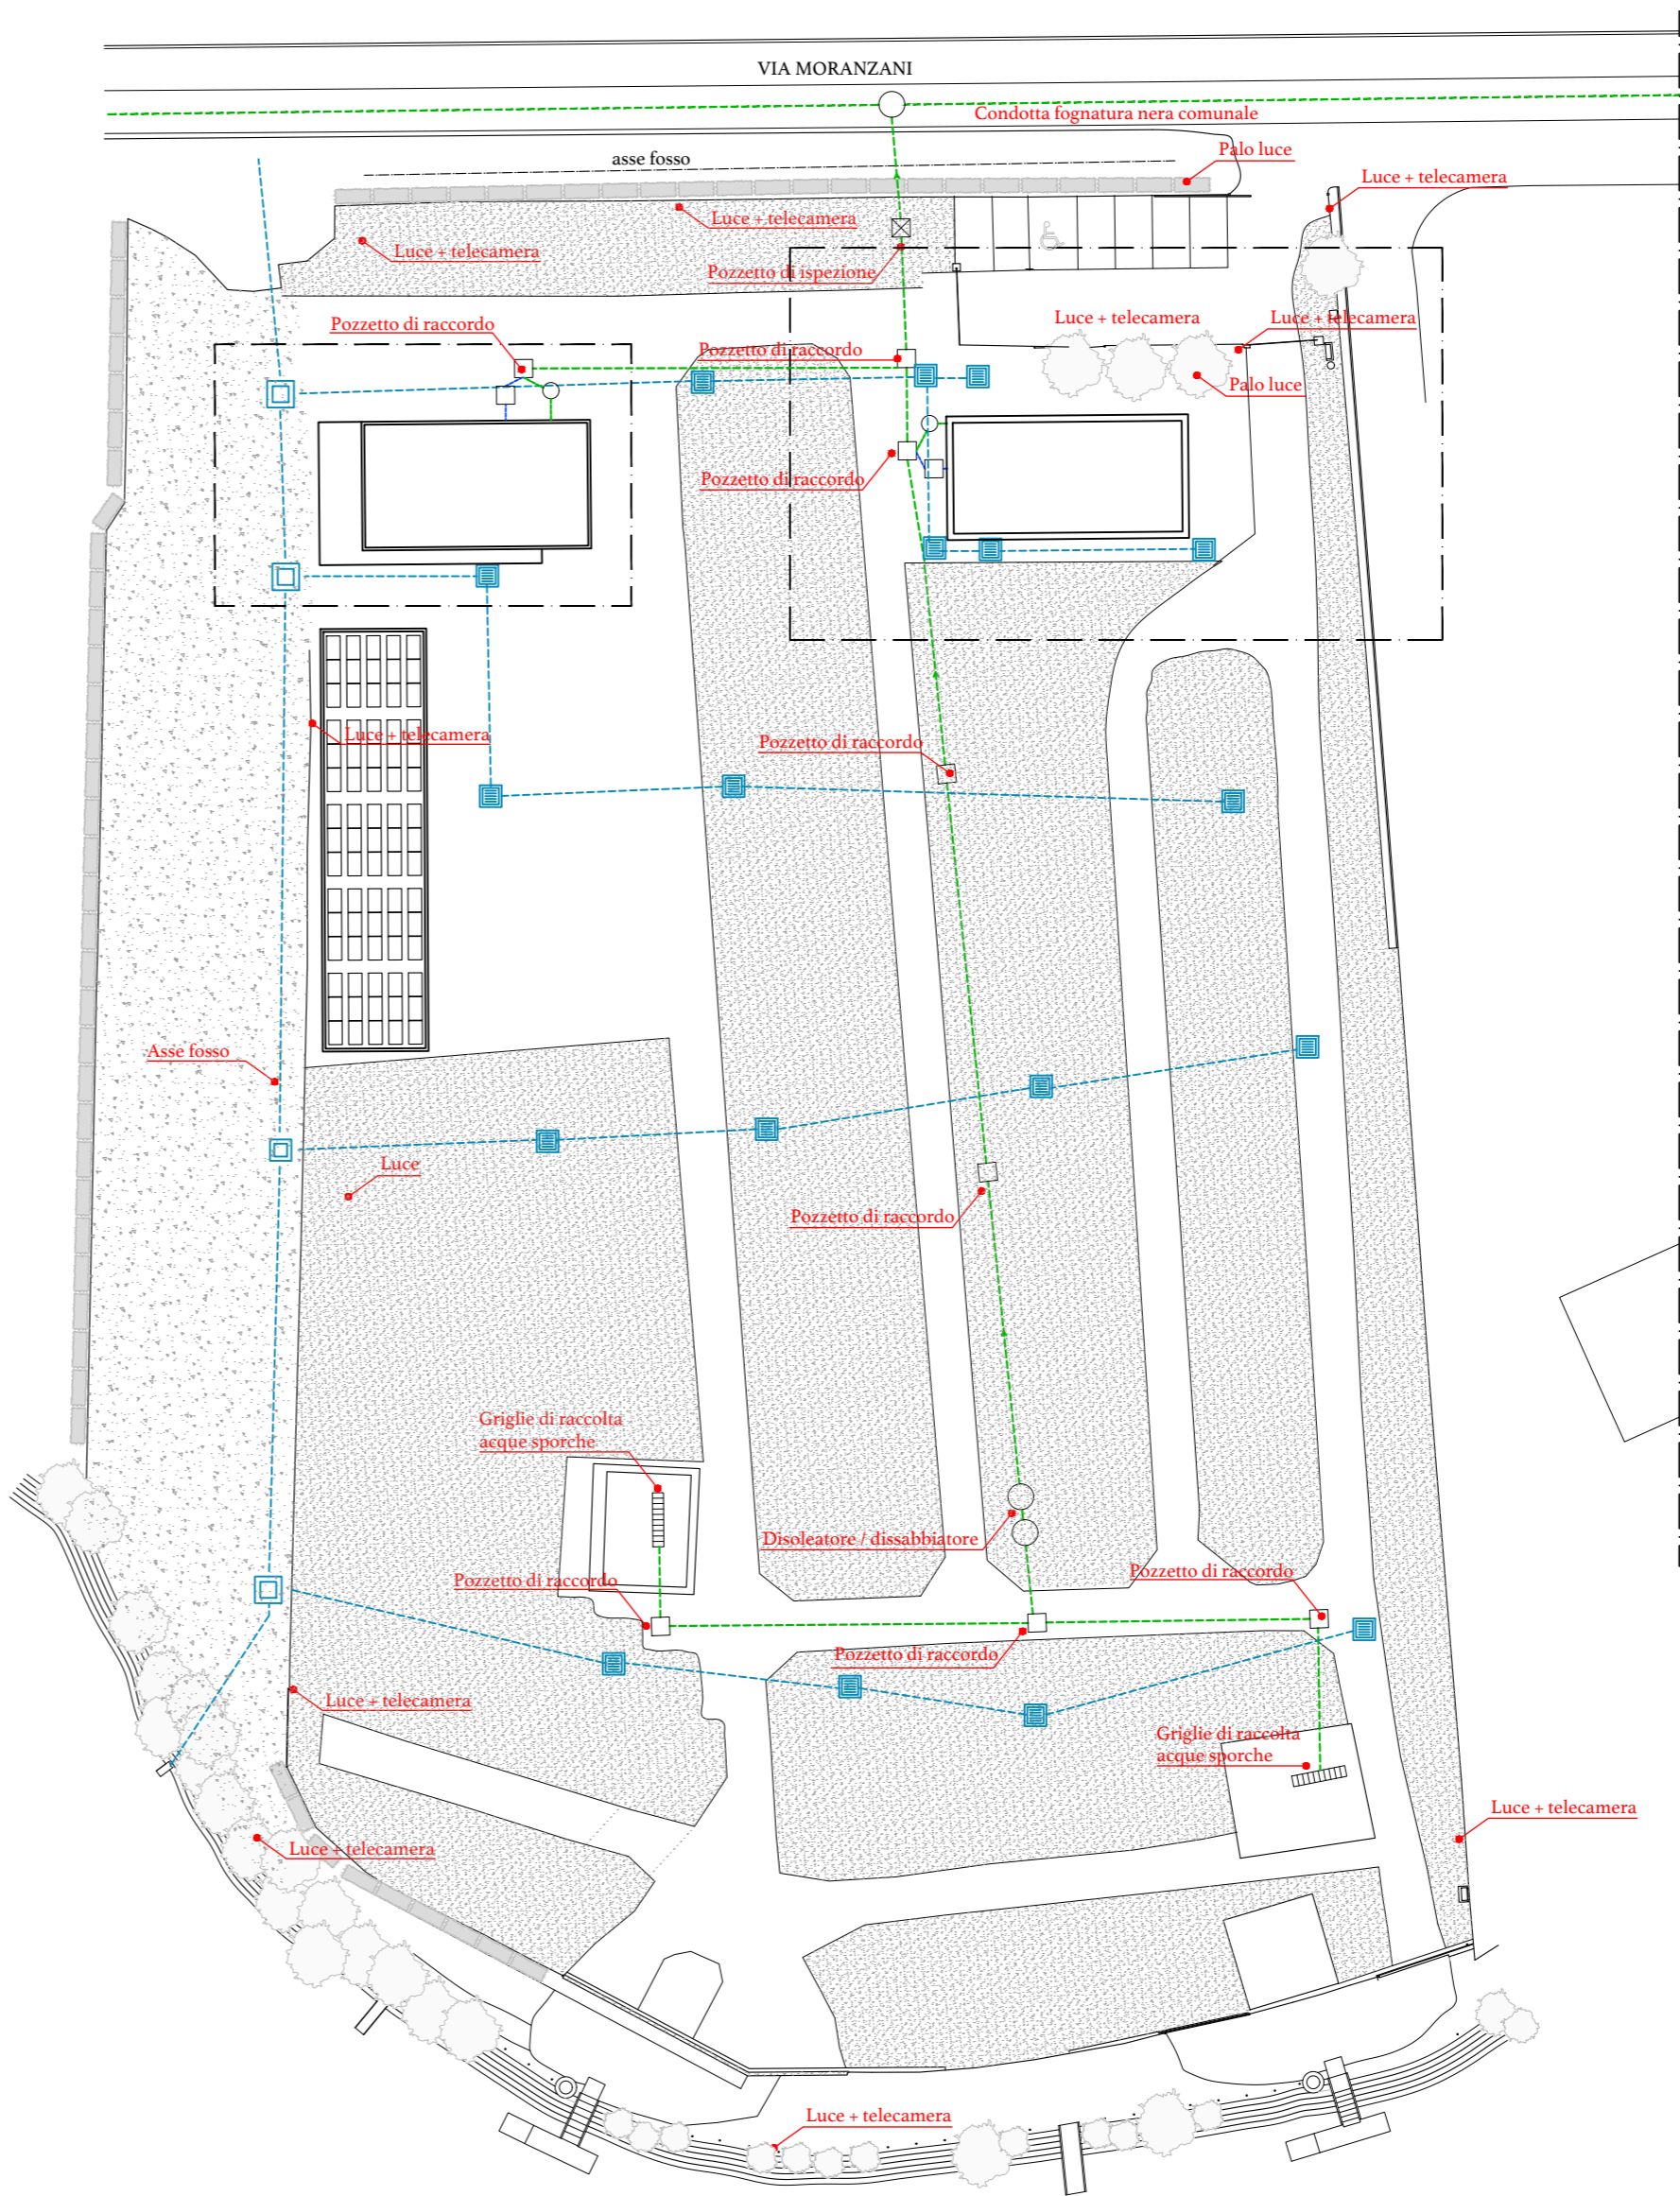 VIA MORANZANI
Condotta fognatura nera comunale
asse fosso
Palo luce
Luce + telecamera
Luce + telecamera
Luce + telecamera
Pozzetto di ispezione
Pozzetto di raccordo
Luce + telecamera
Luce + telecamera
Pozzetto di raccordo
Palo luce
Pozzetto di raccordo
Luce + telecamera
Pozzetto di raccordo
Asse fosso
Luce
Pozzetto di raccordo
Griglie di raccolta
acque sporche
Disoleatore / dissabbiatore
Pozzetto di raccordo
Pozzetto di raccordo
Pozzetto di raccordo
Luce + telecamera
Griglie di raccolta
acque sporche
Luce + telecamera
Luce + telecamera
Luce + telecamera